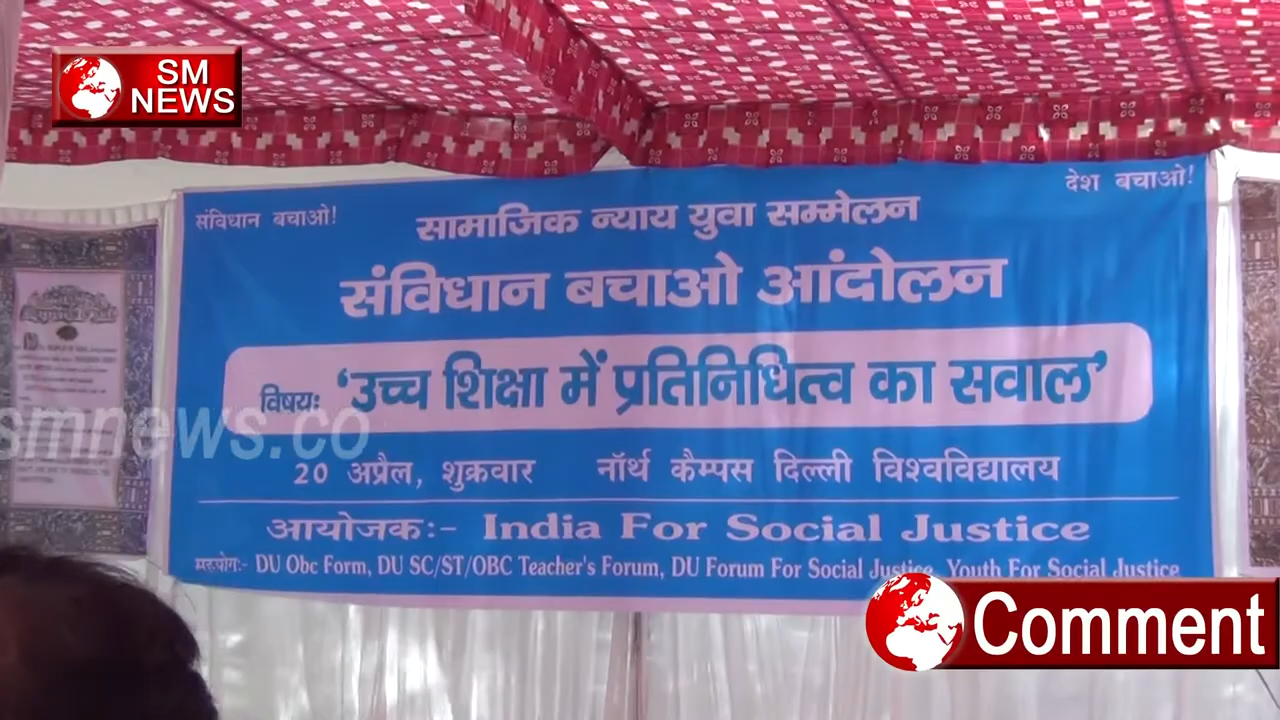 SM
NEWS
संविधान बचाओ!
देश बचाओ!
सामाजिक न्याय युवा सम्मेलन
संविधान बचाओ आंदोलन
विषयः 'उच्च शिक्षा में प्रतिनिधित्व का सवाल'
smnews.co
20 अप्रैल, शुक्रवार नॉर्थ कैम्पस दिल्ली विश्वविद्यालय
आयोजकः- India For Social Justice
DU Obc Form, DU SC/ST/OBC Teacher's Forum, DU Forum For Social Justice, Youth For Social Justice
Comment